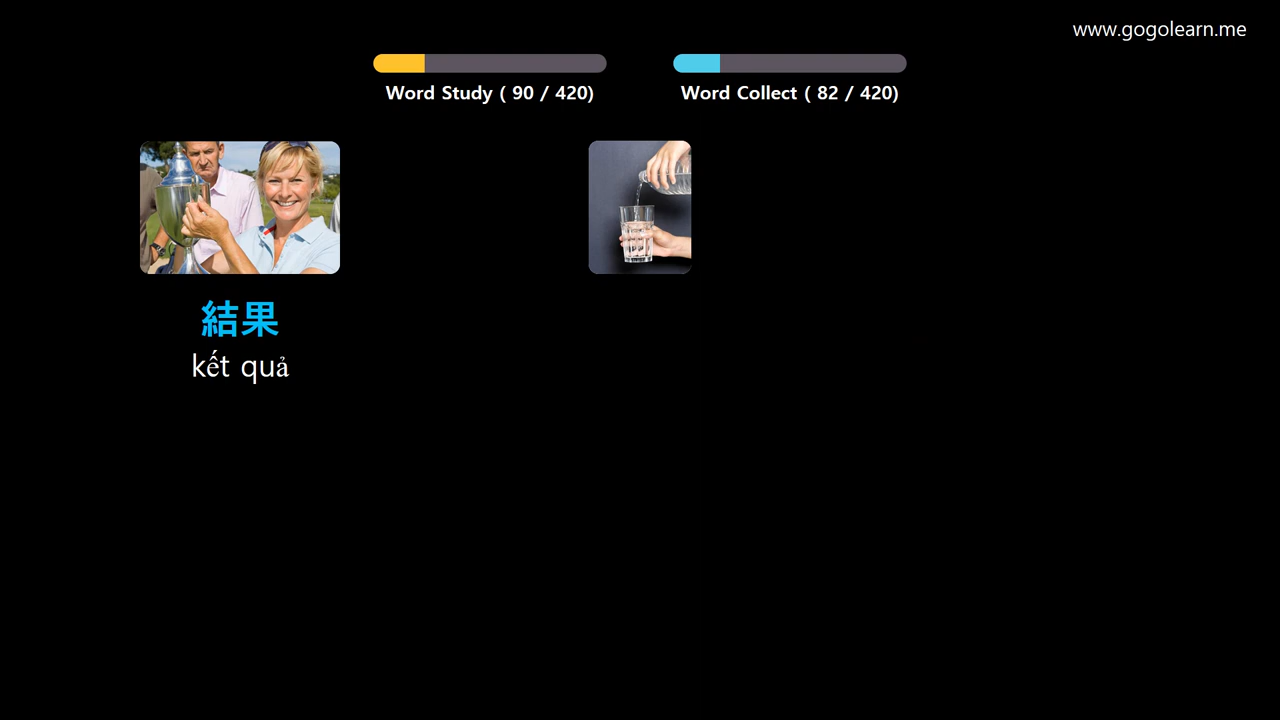 www.gogolearn.me
Word Study ( 90 / 420)
Word Collect ( 82 / 420)
結果
kết quả